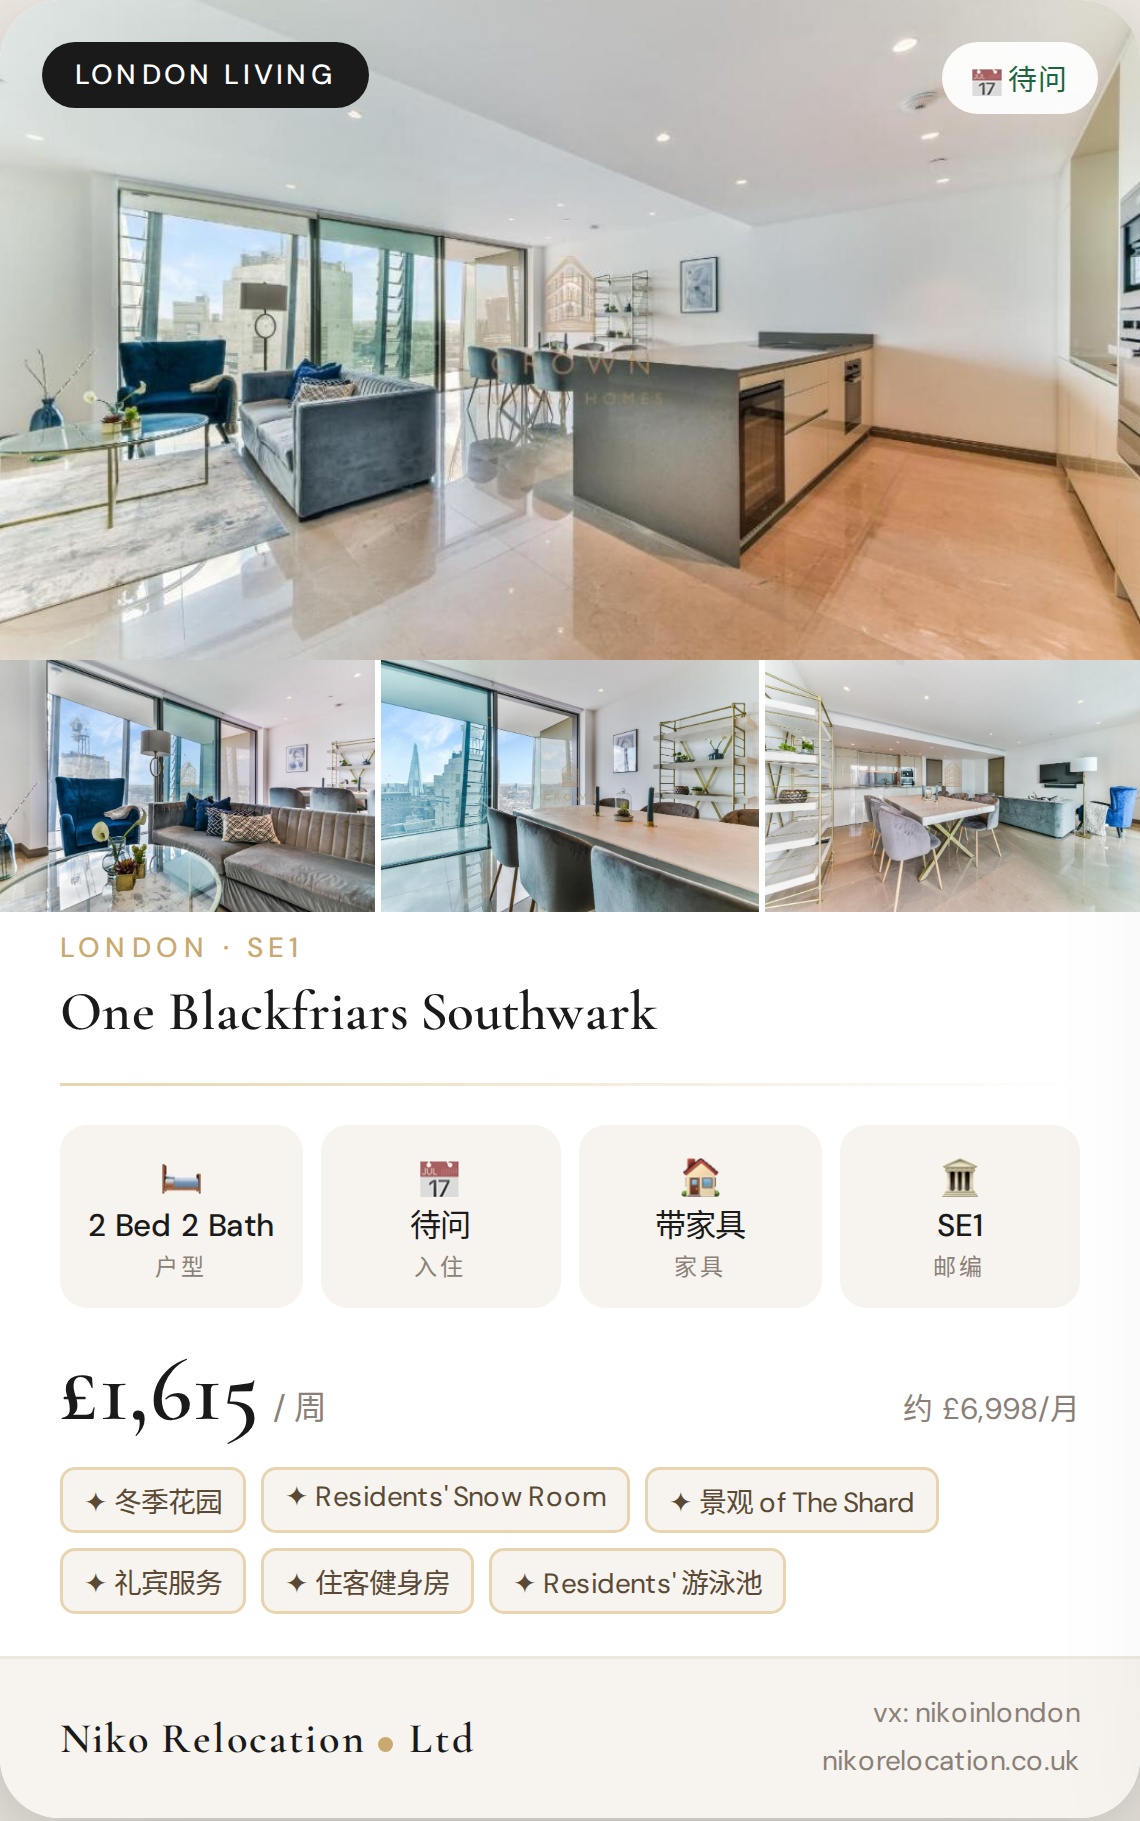 LONDON LIVING
待问
CROWN
LUXURY HOMES
LONDON · SE1
One Blackfriars Southwark
2 Bed 2 Bath
户型
待问
入住
带家具
家具
SE1
邮编
£1,615 / 周
约 £6,998/月
✦ 冬季花园
✦ Residents' Snow Room
✦ 景观 of The Shard
✦ 礼宾服务
✦ 住客健身房
✦ Residents' 游泳池
Niko Relocation • Ltd
vx: nikoinlondon
nikorelocation.co.uk